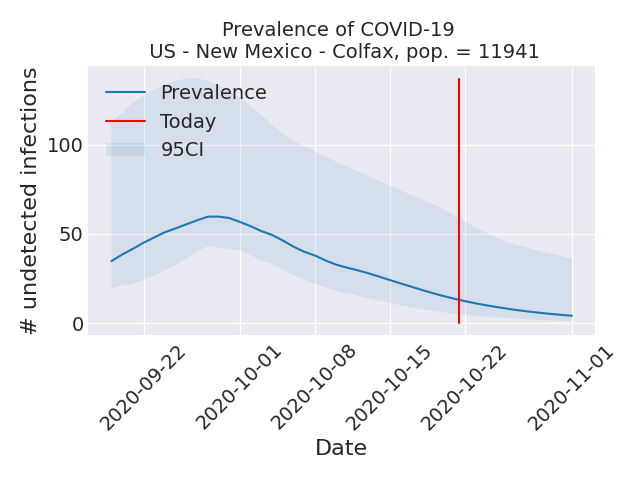 Prevalence of COVID-19
US - New Mexico - Colfax, pop. = 11941
# undetected infections
100
50
0
Prevalence
Today
95CI
2020-09-22
2020-10-01
2020-10-08
2020-10-15
2020-10-22
2020-11-01
Date